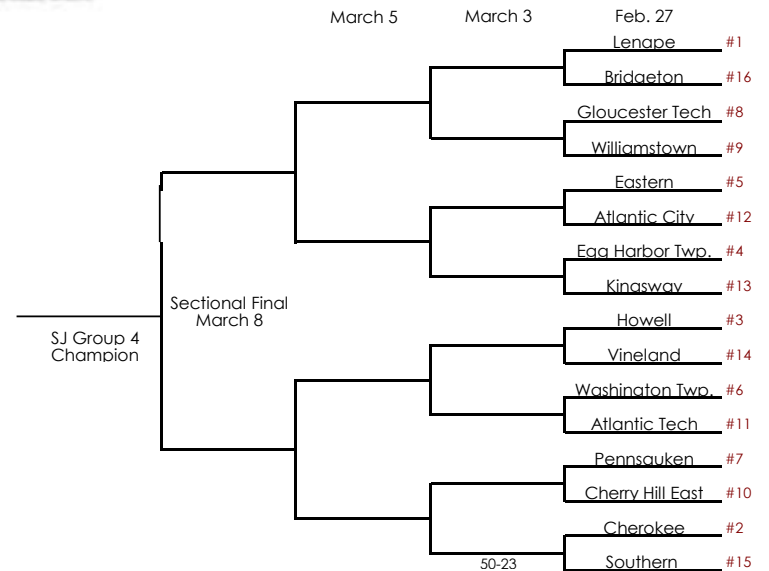 March 5 March 3 Feb. 27
Lenape #1
Bridgeton #16
Gloucester Tech #8
Williamstown #9
Eastern #5
Atlantic City #12
Egg Harbor Twp. #4
Kingsway #13
Sectional Final
March 8
Howell #3
SJ Group 4
Champion
Vineland #14
Washington Twp. #6
Atlantic Tech #11
Pennsauken #7
Cherry Hill East #10
Cherokee #2
50-23
Southern #15